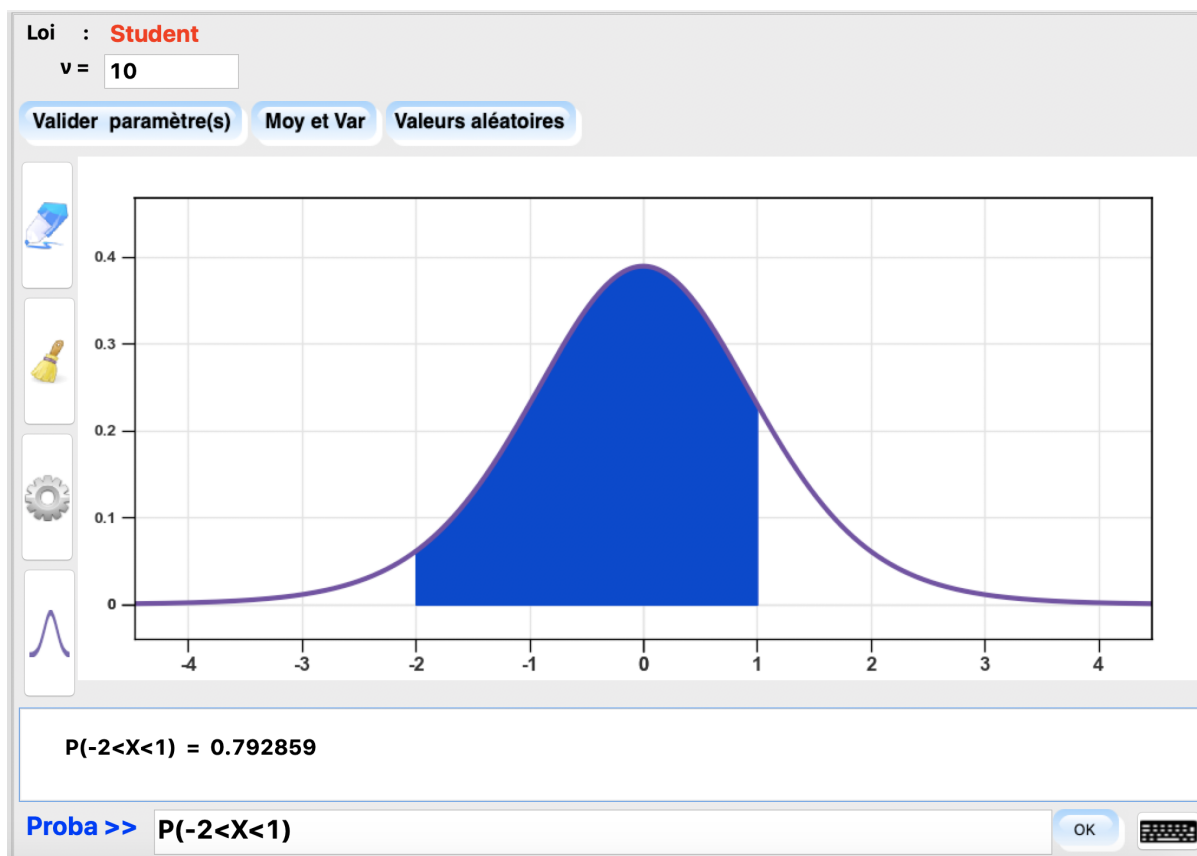 Loi : Student
ν = 10
Valider paramètre(s) Moy et Var Valeurs aléatoires
0.4
0.3
0.2
0.1
0
-4 -3 -2 -1 0 1 2 3 4
P(-2<X<1) = 0.792859
Proba >> P(-2<X<1) OK